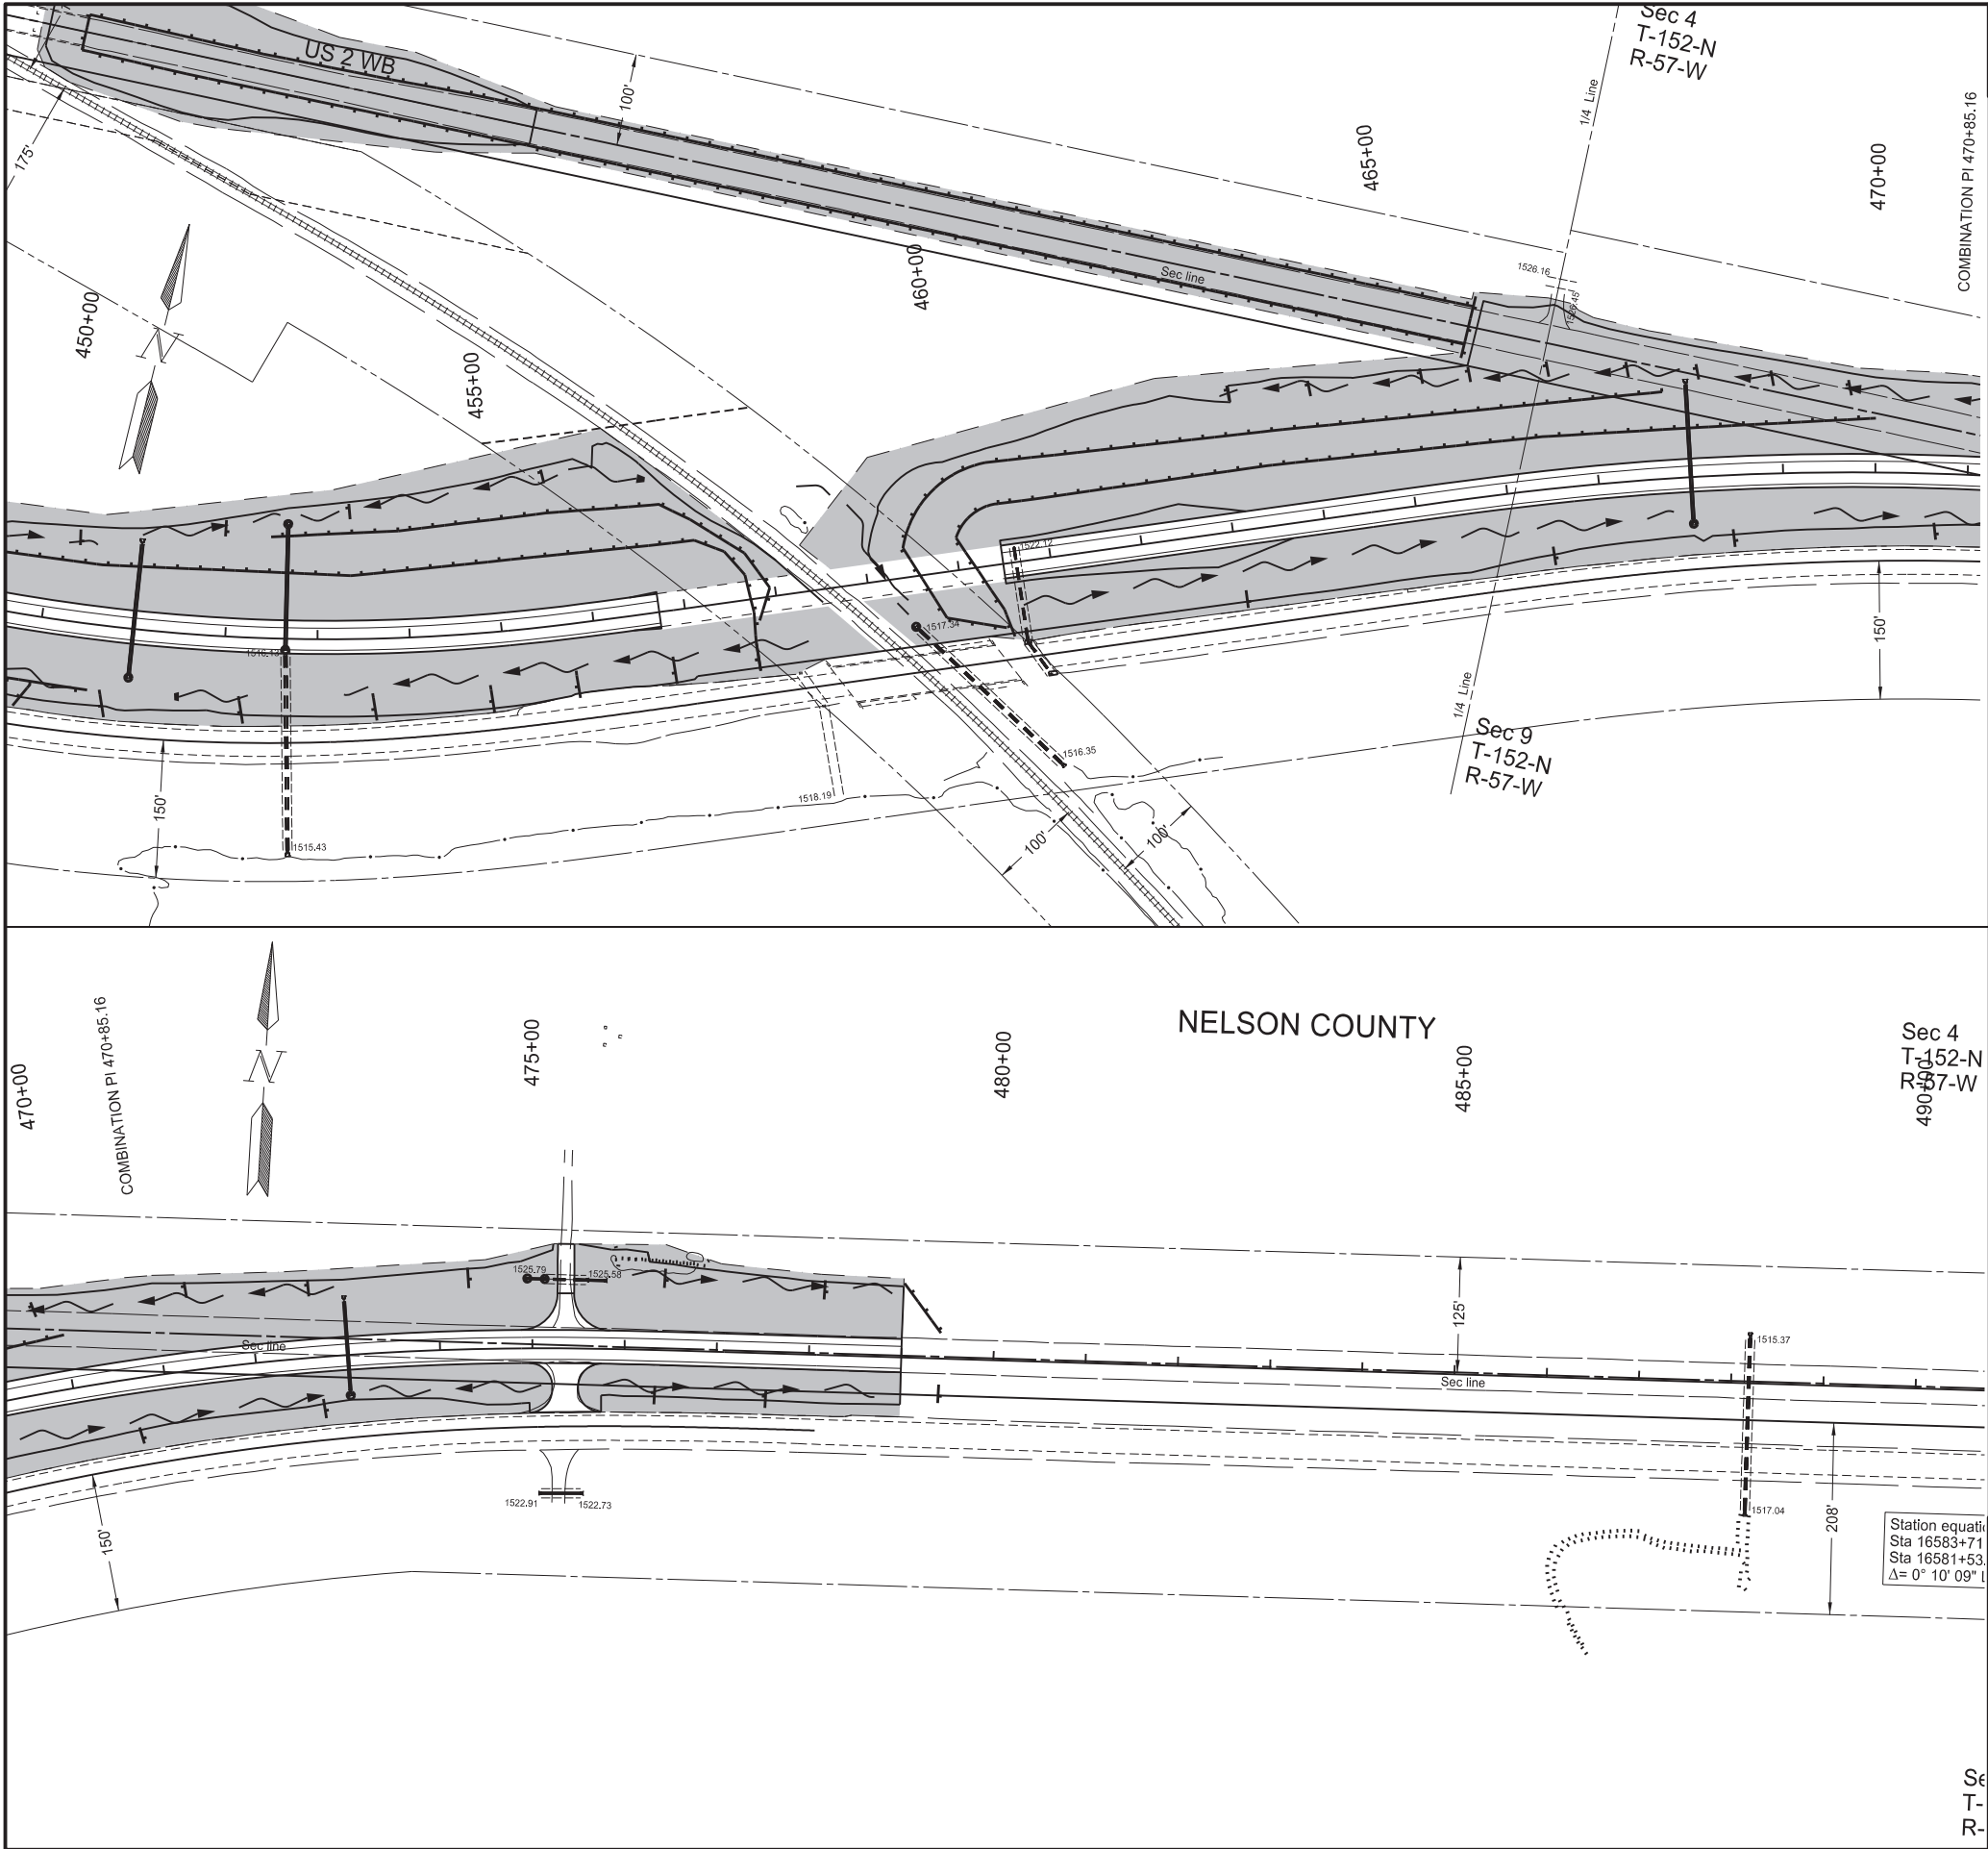 US 2 WB
Sec 4
T-152-N
R-57-W
1/4 Line
100'
175'
465+00
470+00
COMBINATION PI 470+85.16
460+00
Sec line
1526.16
450+00
455+00
1522.12
1517.34
150'
1/4 Line
Sec 9
T-152-N
R-57-W
1516.35
1518.19
150'
1515.43
100'
100'
NELSON COUNTY
COMBINATION PI 470+85.16
N
470+00
475+00
480+00
485+00
490+00
Sec 4
T-152-N
R-57-W
1525.79
1525.58
Sec line
125'
1515.37
Sec line
1522.91
1522.73
150'
1517.04
208'
Station equati
Sta 16583+71
Sta 16581+53.
Δ= 0° 10' 09"
T-
R-